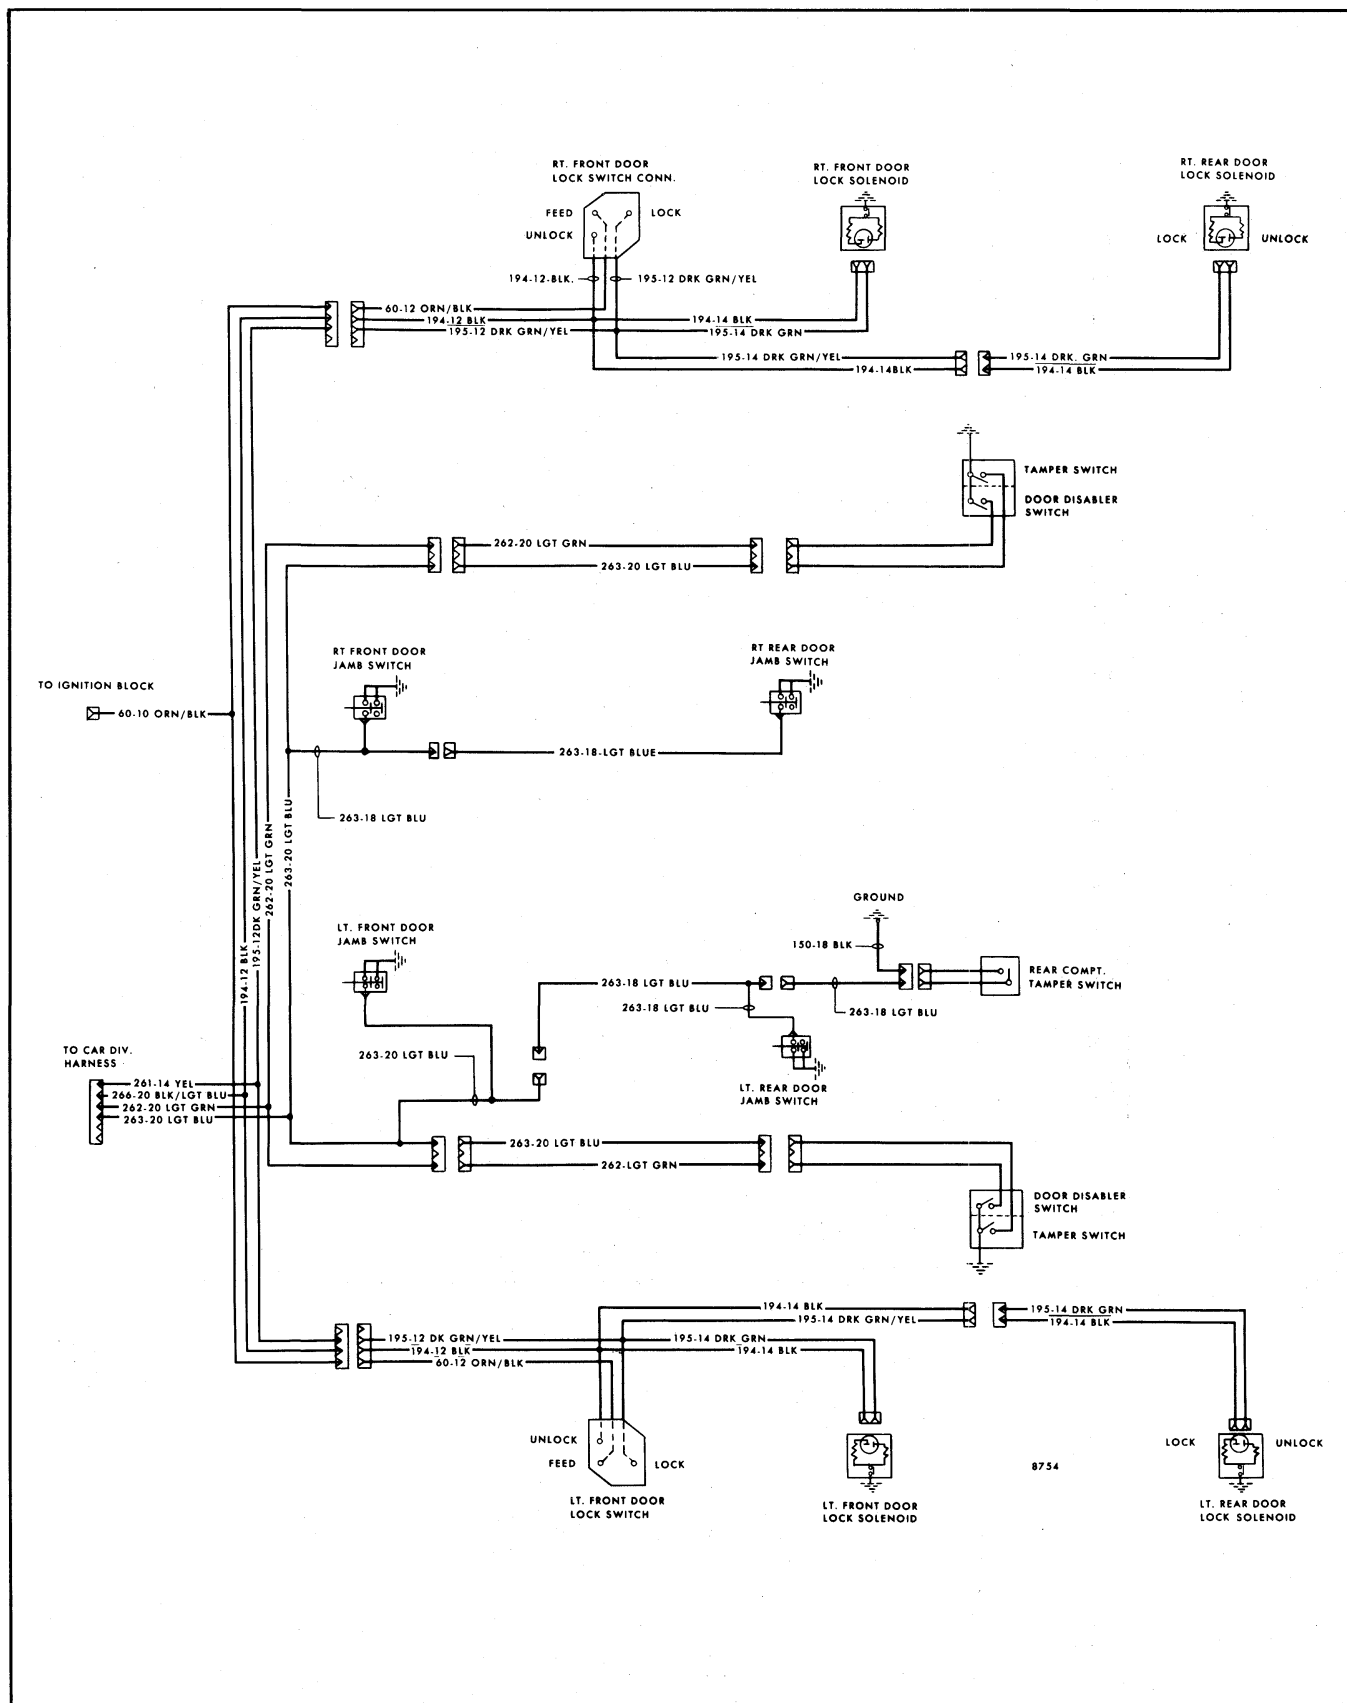 RT. FRONT DOOR
LOCK SWITCH CONN.
RT. FRONT DOOR
LOCK SOLENOID
RT. REAR DOOR
LOCK SOLENOID
FEED
LOCK
UNLOCK
LOCK
UNLOCK
194-12-BLK.
195-12 DRK GRN/YEL
60-12 ORN/BLK
194-12 BLK
194-14 BLK
195-12 DRK GRN/YEL
195-14 DRK GRN
195-14 DRK GRN/YEL
195-14 DRK. GRN
194-14BLK
194-14 BLK
TAMPER SWITCH
DOOR DISABLER
SWITCH
262-20 LGT GRN
263-20 LGT BLU
RT FRONT DOOR
JAMB SWITCH
RT REAR DOOR
JAMB SWITCH
TO IGNITION BLOCK
60-10 ORN/BLK
263-18-LGT BLUE
263-18 LGT BLU
263-20 LGT BLU
262-20 LGT GRN
195-12DK GRN/YEL
194-12 BLK
GROUND
LT. FRONT DOOR
JAMB SWITCH
150-18 BLK
REAR COMPT.
TAMPER SWITCH
263-18 LGT BLU
263-18 LGT BLU
263-18 LGT BLU
TO CAR DIV.
HARNESS
263-20 LGT BLU
LT. REAR DOOR
JAMB SWITCH
261-14 YEL
266-20 BLK/LGT BLU
262-20 LGT GRN
263-20 LGT BLU
263-20 LGT BLU
262-LGT GRN
DOOR DISABLER
SWITCH
TAMPER SWITCH
194-14 BLK
195-14 DRK GRN
195-14 DRK GRN/YEL
194-14 BLK
195-12 DK GRN/YEL
195-14 DRK GRN
194-12 BLK
194-14 BLK
60-12 ORN/BLK
UNLOCK
FEED
LOCK
LOCK
UNLOCK
8754
LT. FRONT DOOR
LOCK SWITCH
LT. FRONT DOOR
LOCK SOLENOID
LT. REAR DOOR
LOCK SOLENOID